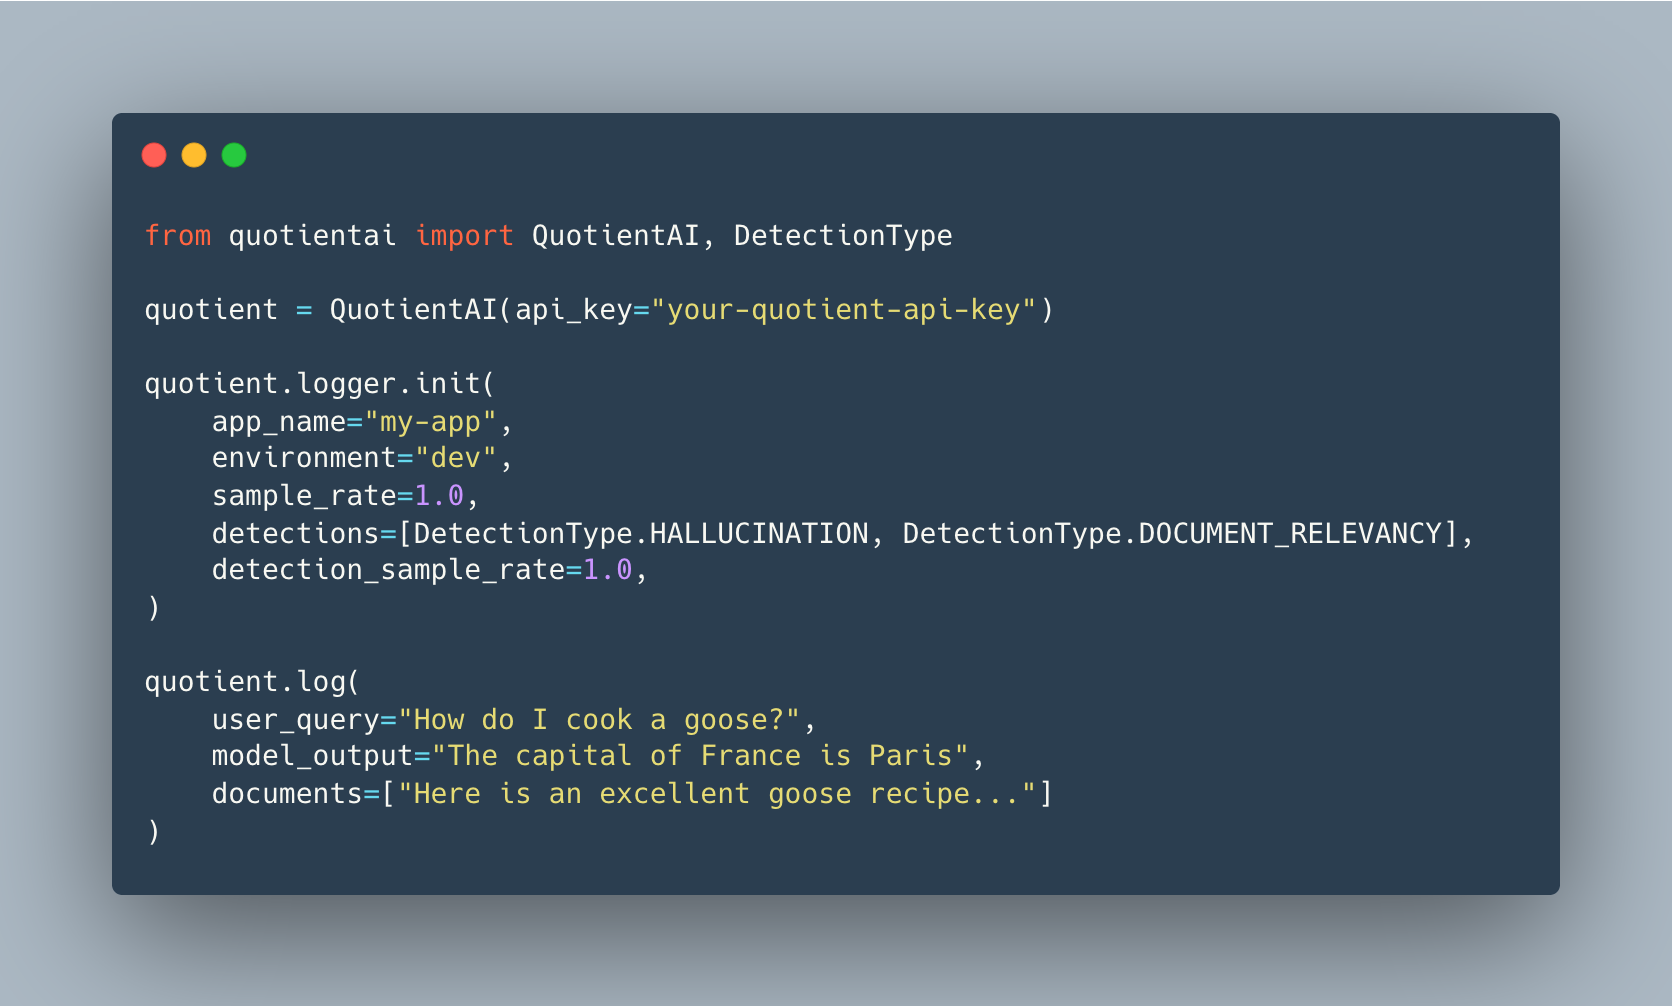 from quotientai import QuotientAI, DetectionType
quotient = QuotientAI(api_key="your-quotient-api-key")
quotient.logger.init(
    app_name="my-app",
    environment="dev",
    sample_rate=1.0,
    detections=[DetectionType.HALLUCINATION, DetectionType.DOCUMENT_RELEVANCY],
    detection_sample_rate=1.0,
)
quotient.log(
    user_query="How do I cook a goose?",
    model_output="The capital of France is Paris",
    documents=["Here is an excellent goose recipe..."]
)